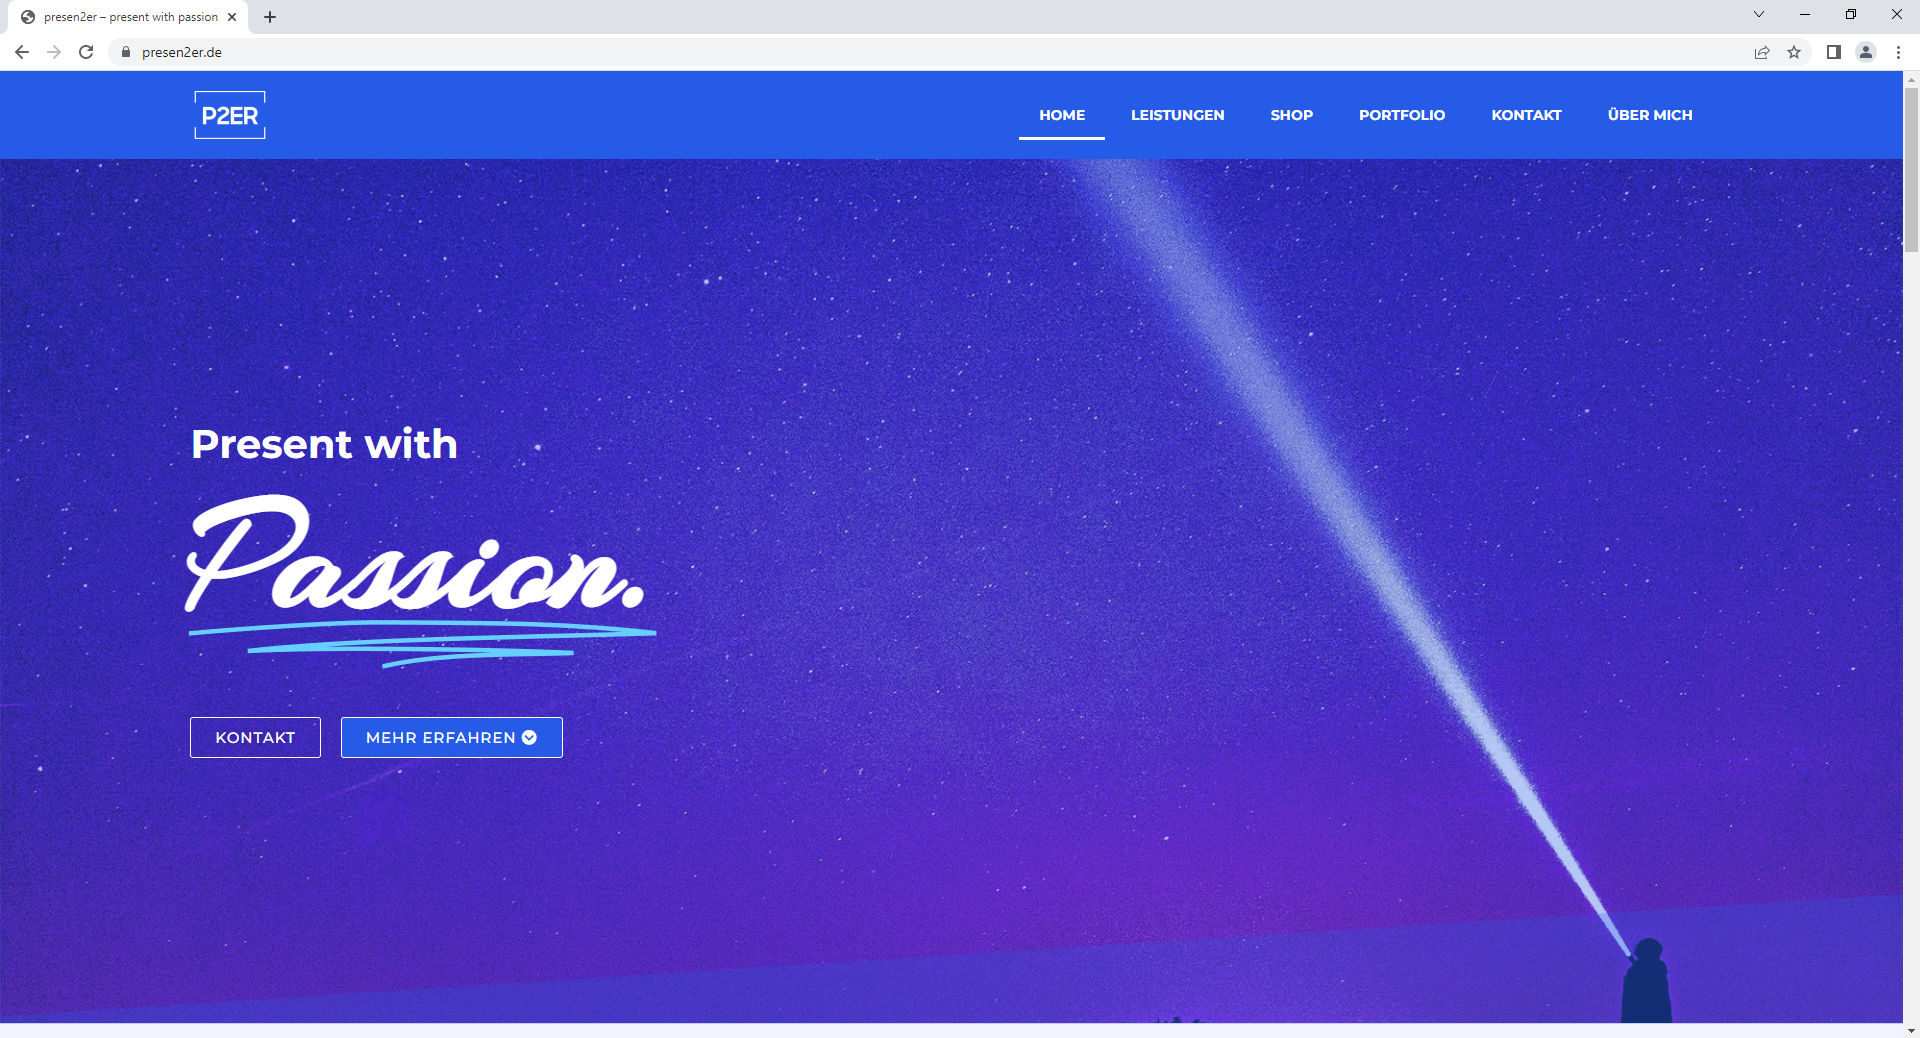 presen2er – present with passion
presen2er.de
P2ER
HOME LEISTUNGEN SHOP PORTFOLIO KONTAKT ÜBER MICH
Present with
Passion.
KONTAKT MEHR ERFAHREN